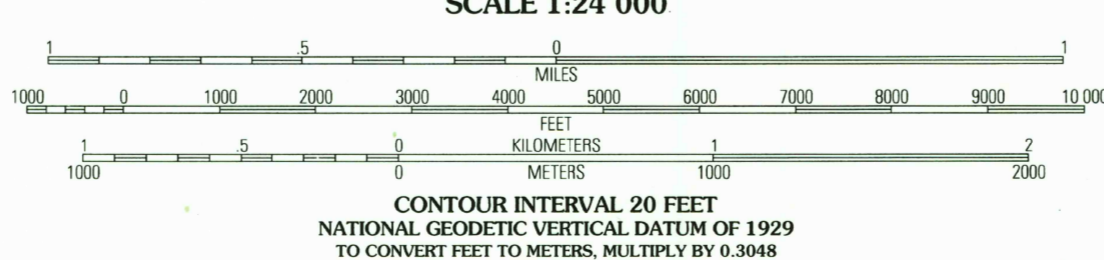 SCALE 1:24 000
1 .5 0 1
MILES
1000 0 1000 2000 3000 4000 5000 6000 7000 8000 9000 10 000
FEET
1 .5 0 KILOMETERS 1 2
1000 0 METERS 1000 2000
CONTOUR INTERVAL 20 FEET
NATIONAL GEODETIC VERTICAL DATUM OF 1929
TO CONVERT FEET TO METERS, MULTIPLY BY 0.3048